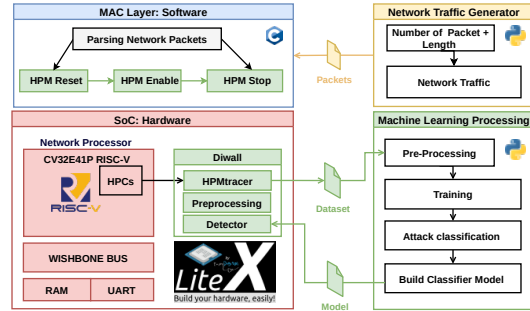 MAC Layer: Software
Parsing Network Packets
C
HPM Reset
HPM Enable
HPM Stop
Packets
Network Traffic Generator
Number of Packet +
Length
Network Traffic
SoC: Hardware
Network Processor
CV32E41P RISC-V
HPCs
RISC-V
WISHBONE BUS
RAM
UART
Diwall
HPMtracer
Preprocessing
Detector
by
LiteX
Build your hardware, easily!
Dataset
Model
Machine Learning Processing
Pre-Processing
Training
Attack classification
Build Classifier Model